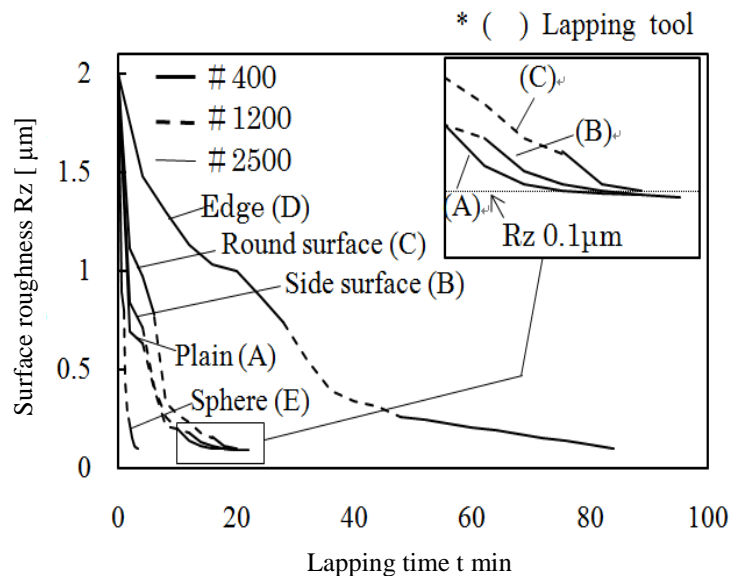 * ( ) Lapping tool
2
1.5
1
0.5
0
# 400
# 1200
# 2500
(C)
(B)
(A)
Rz 0.1μm
Edge (D)
Round surface (C)
Side surface (B)
Plain (A)
Sphere (E)
Surface roughness Rz [ μm]
0 20 40 60 80 100
Lapping time t min